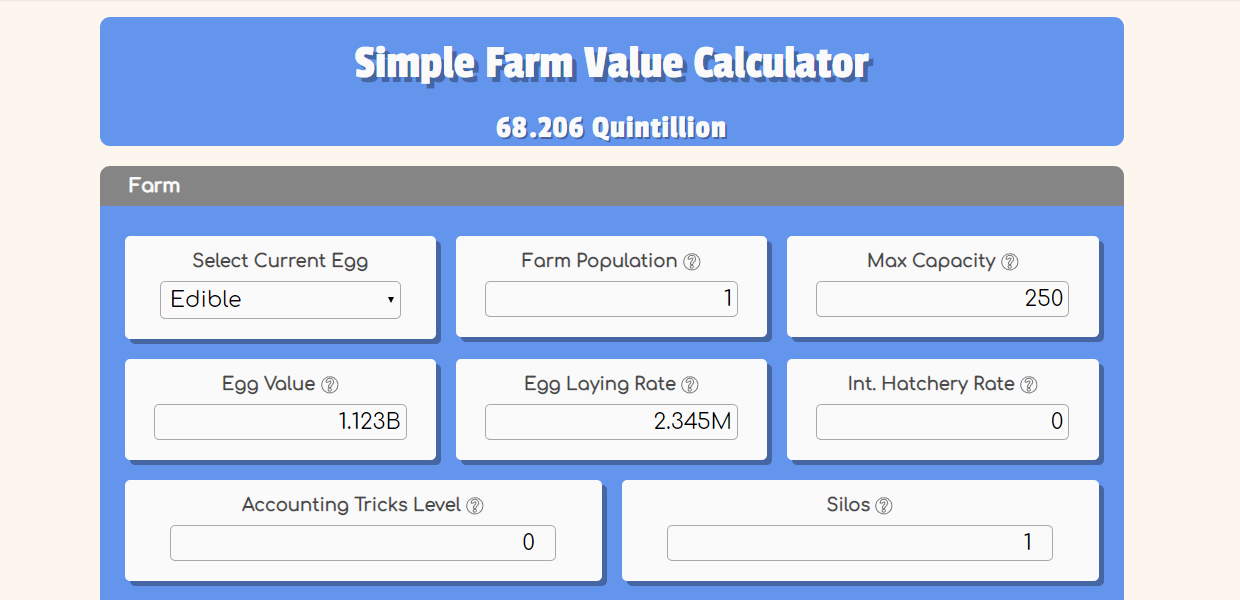 Simple Farm Value Calculator
68.206 Quintillion
Farm
Select Current Egg
Edible
Farm Population ?
1
Max Capacity ?
250
Egg Value ?
1.123B
Egg Laying Rate ?
2.345M
Int. Hatchery Rate ?
0
Accounting Tricks Level ?
0
Silos ?
1